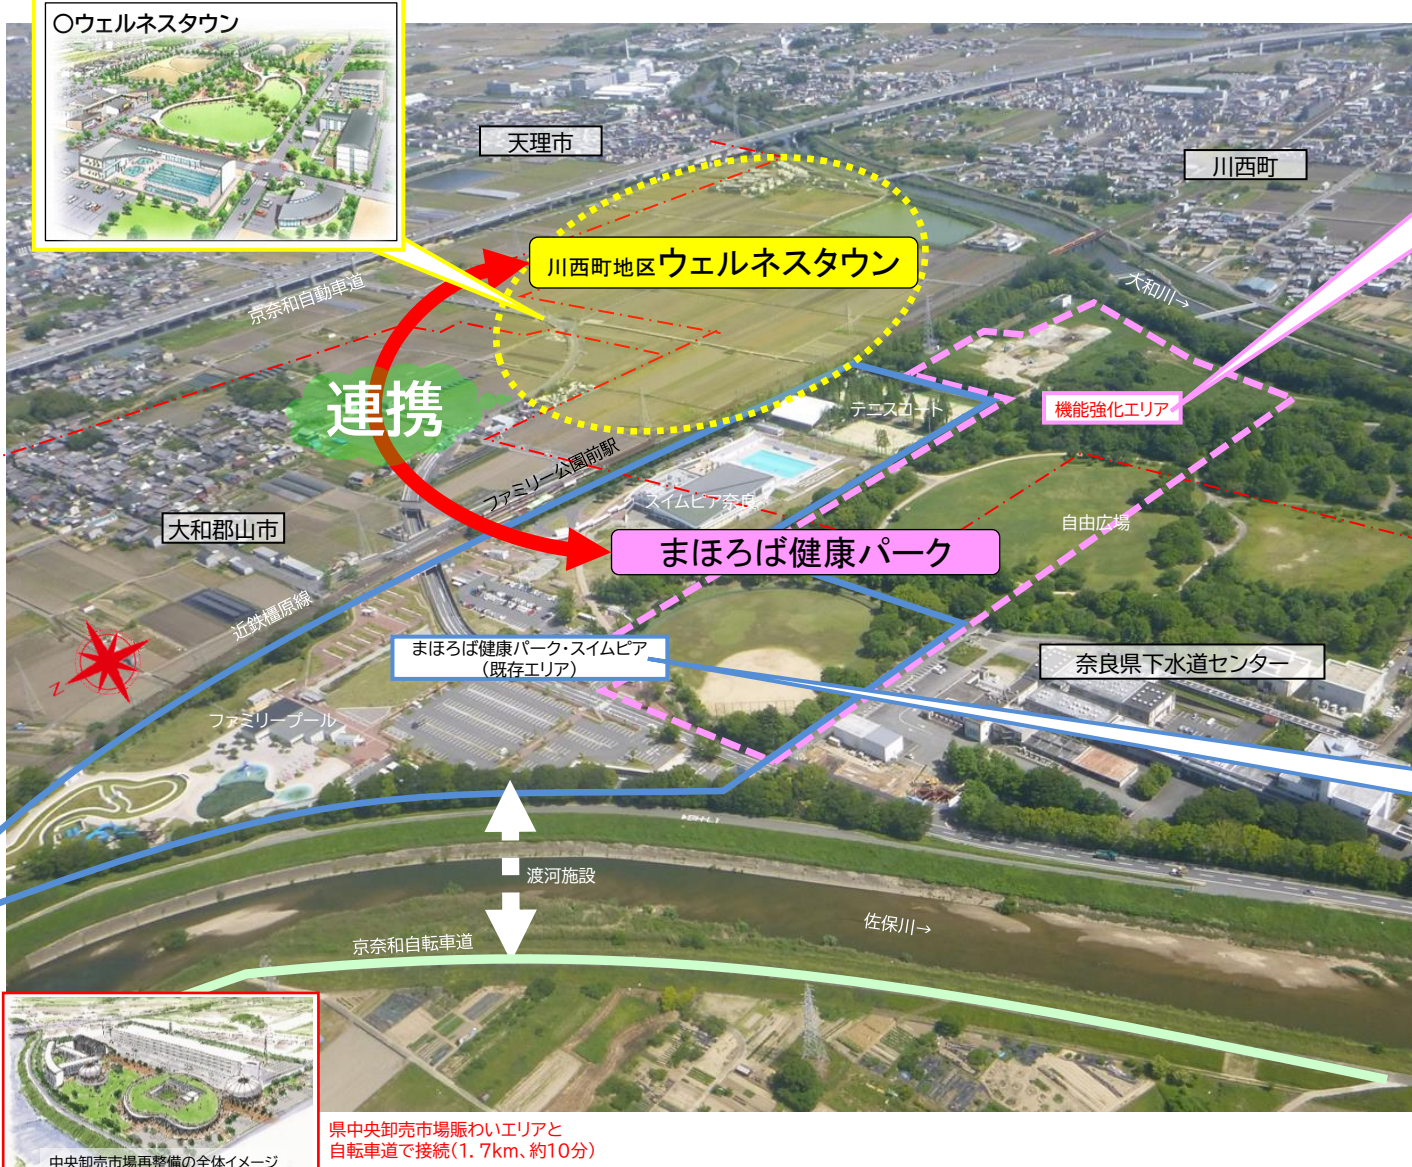 ○ウェルネスタウン
天理市
川西町
川西町地区ウェルネスタウン
大和川→
京奈和自動車道
連携
テニスコート
機能強化エリア
ファミリー公園前駅
スイムピア奈良
自由広場
大和郡山市
まほろば健康パーク
近鉄橿原線
まほろば健康パーク・スイムピア
(既存エリア)
奈良県下水道センター
N
ファミリープール
渡河施設
佐保川→
京奈和自転車道
県中央卸売市場賑わいエリアと
自転車道で接続(1.7km、約10分)
中央卸売市場再整備の全体イメージ